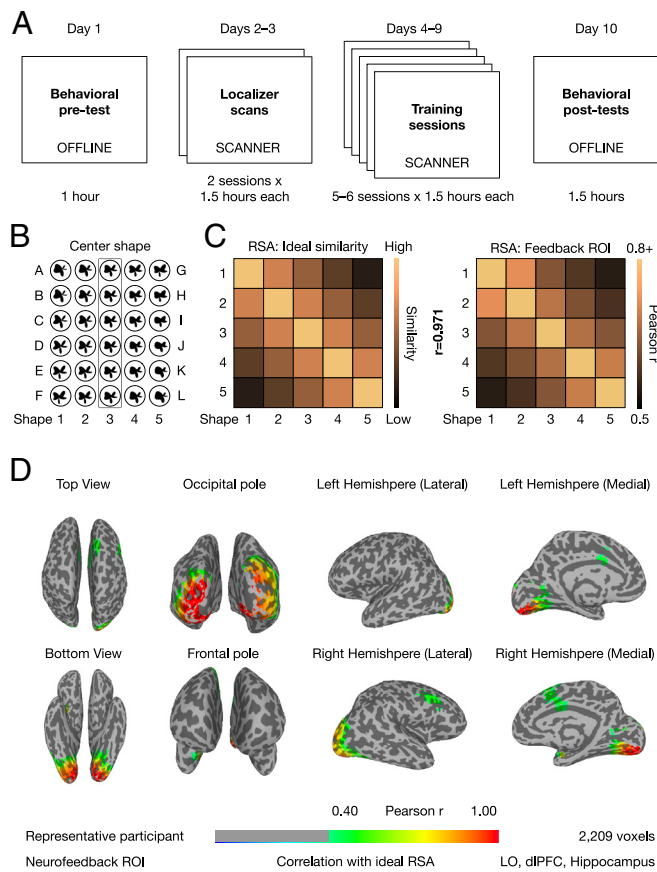 A
Day 1
Days 2–3
Days 4–9
Day 10
Behavioral
pre-test
OFFLINE
Localizer
scans
SCANNER
Training
sessions
SCANNER
Behavioral
post-tests
OFFLINE
1 hour
2 sessions x
1.5 hours each
5–6 sessions x 1.5 hours each
1.5 hours
B
Center shape
A
B
C
D
E
F
G
H
I
J
K
L
Shape 1 2 3 4 5
C
RSA: Ideal similarity
High
Similarity
Low
1
2
3
4
5
Shape 1 2 3 4 5
r=0.971
RSA: Feedback ROI
0.8+
Pearson r
0.5
1 2 3 4 5
D
Top View
Occipital pole
Left Hemishpere (Lateral)
Left Hemishpere (Medial)
Bottom View
Frontal pole
Right Hemishpere (Lateral)
Right Hemishpere (Medial)
0.40 Pearson r 1.00
Representative participant
2,209 voxels
Neurofeedback ROI
Correlation with ideal RSA
LO, dlPFC, Hippocampus